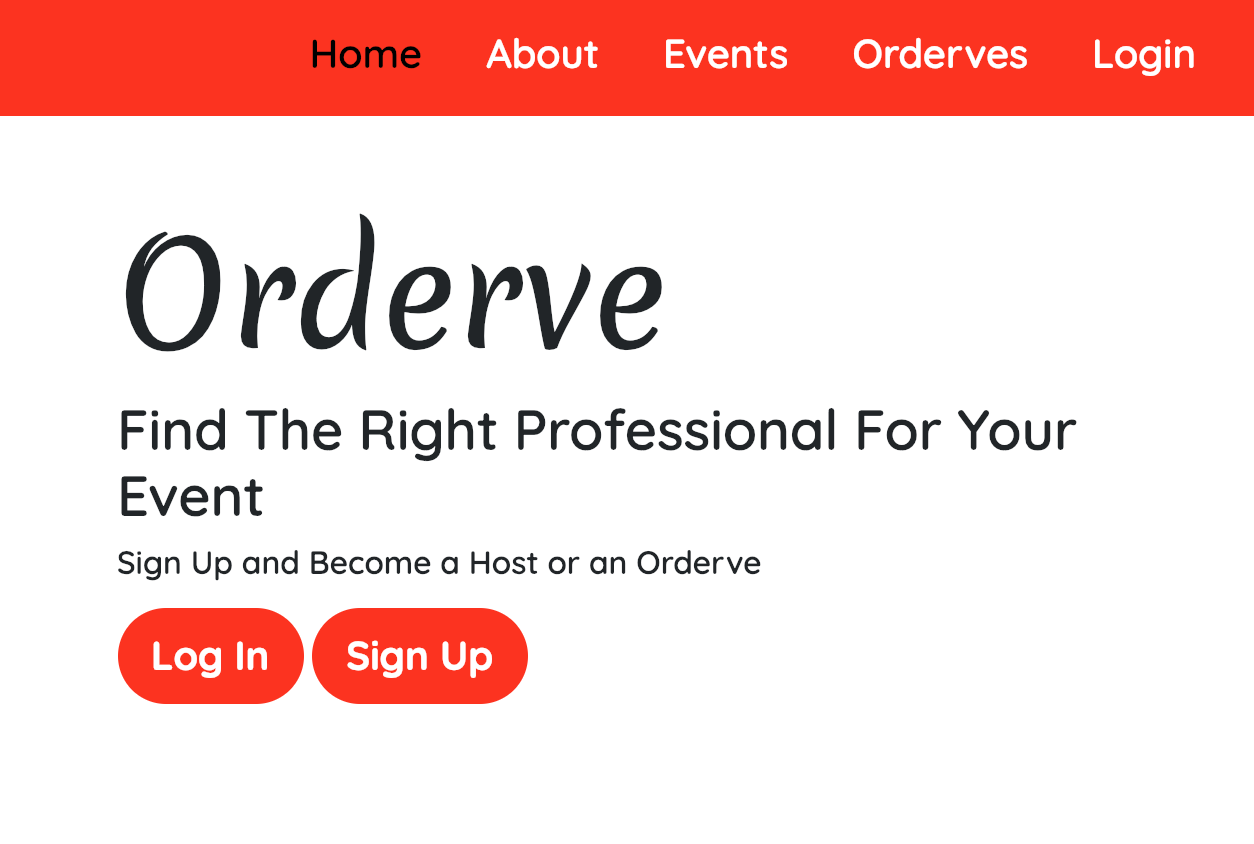 Home About Events Orderves Login
Orderve
Find The Right Professional For Your
Event
Sign Up and Become a Host or an Orderve
Log In Sign Up